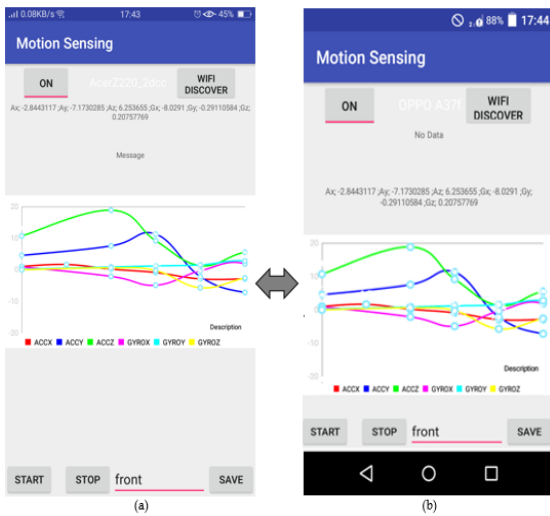 0.08KB/s 17:43 45%
Motion Sensing
ON AcerZ220_2dcc WIFI DISCOVER
Ax; -2.8443117 ;Ay; -7.1730285 ;Az; 6.253655 ;Gx; -8.0291 ;Gy; -0.29110584 ;Gz;
0.20757769
Message
20
10
-10
-20
Description
ACCX ACCY ACCZ GYROX GYROY GYROZ
START STOP front SAVE
(a)
88% 17:44
Motion Sensing
ON OPPO A37f WIFI DISCOVER
No Data
Ax; -2.8443117 ;Ay; -7.1730285 ;Az; 6.253655 ;Gx; -8.0291 ;Gy;
-0.29110584 ;Gz; 0.20757769
20
10
-10
-20
Description
ACCX ACCY ACCZ GYROX GYROY GYROZ
START STOP front SAVE
(b)